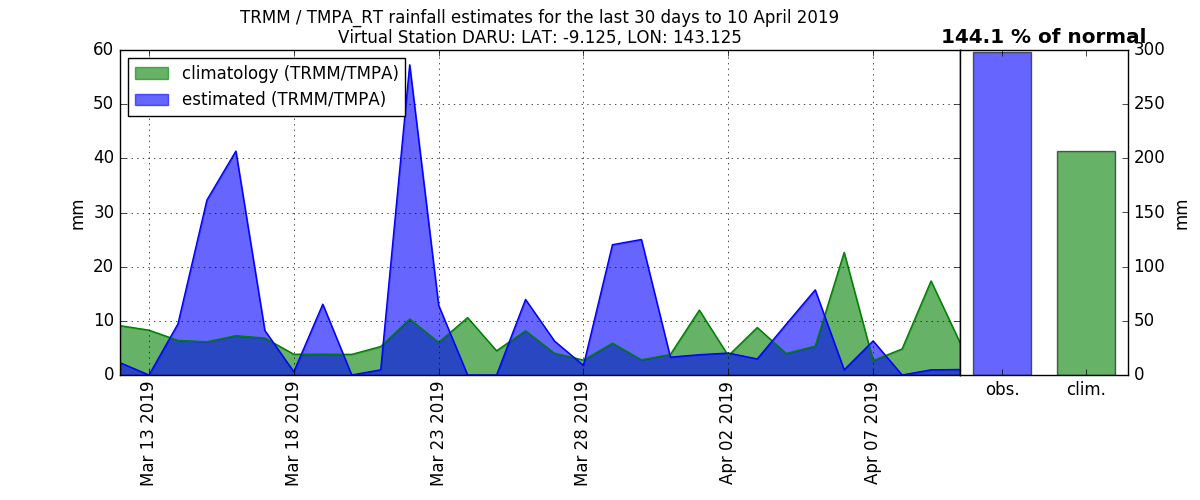 TRMM / TMPA_RT rainfall estimates for the last 30 days to 10 April 2019
Virtual Station DARU: LAT: -9.125, LON: 143.125
144.1 % of normal
climatology (TRMM/TMPA)
estimated (TRMM/TMPA)
60
50
40
30
20
10
0
mm
Mar 13 2019
Mar 18 2019
Mar 23 2019
Mar 28 2019
Apr 02 2019
Apr 07 2019
obs.
clim.
300
250
200
150
100
50
0
mm